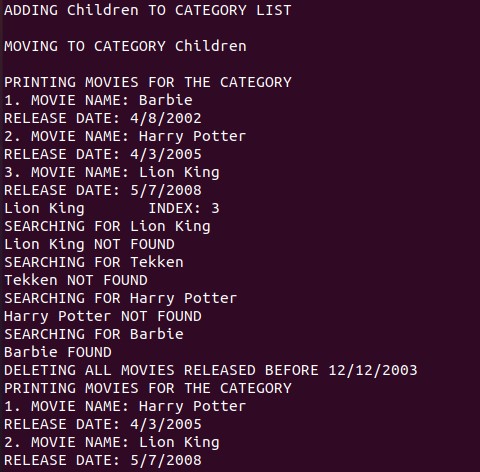 ADDING Children TO CATEGORY LIST
MOVING TO CATEGORY Children
PRINTING MOVIES FOR THE CATEGORY
1. MOVIE NAME: Barbie
RELEASE DATE: 4/8/2002
2. MOVIE NAME: Harry Potter
RELEASE DATE: 4/3/2005
3. MOVIE NAME: Lion King
RELEASE DATE: 5/7/2008
Lion King       INDEX: 3
SEARCHING FOR Lion King
Lion King NOT FOUND
SEARCHING FOR Tekken
Tekken NOT FOUND
SEARCHING FOR Harry Potter
Harry Potter NOT FOUND
SEARCHING FOR Barbie
Barbie FOUND
DELETING ALL MOVIES RELEASED BEFORE 12/12/2003
PRINTING MOVIES FOR THE CATEGORY
1. MOVIE NAME: Harry Potter
RELEASE DATE: 4/3/2005
2. MOVIE NAME: Lion King
RELEASE DATE: 5/7/2008